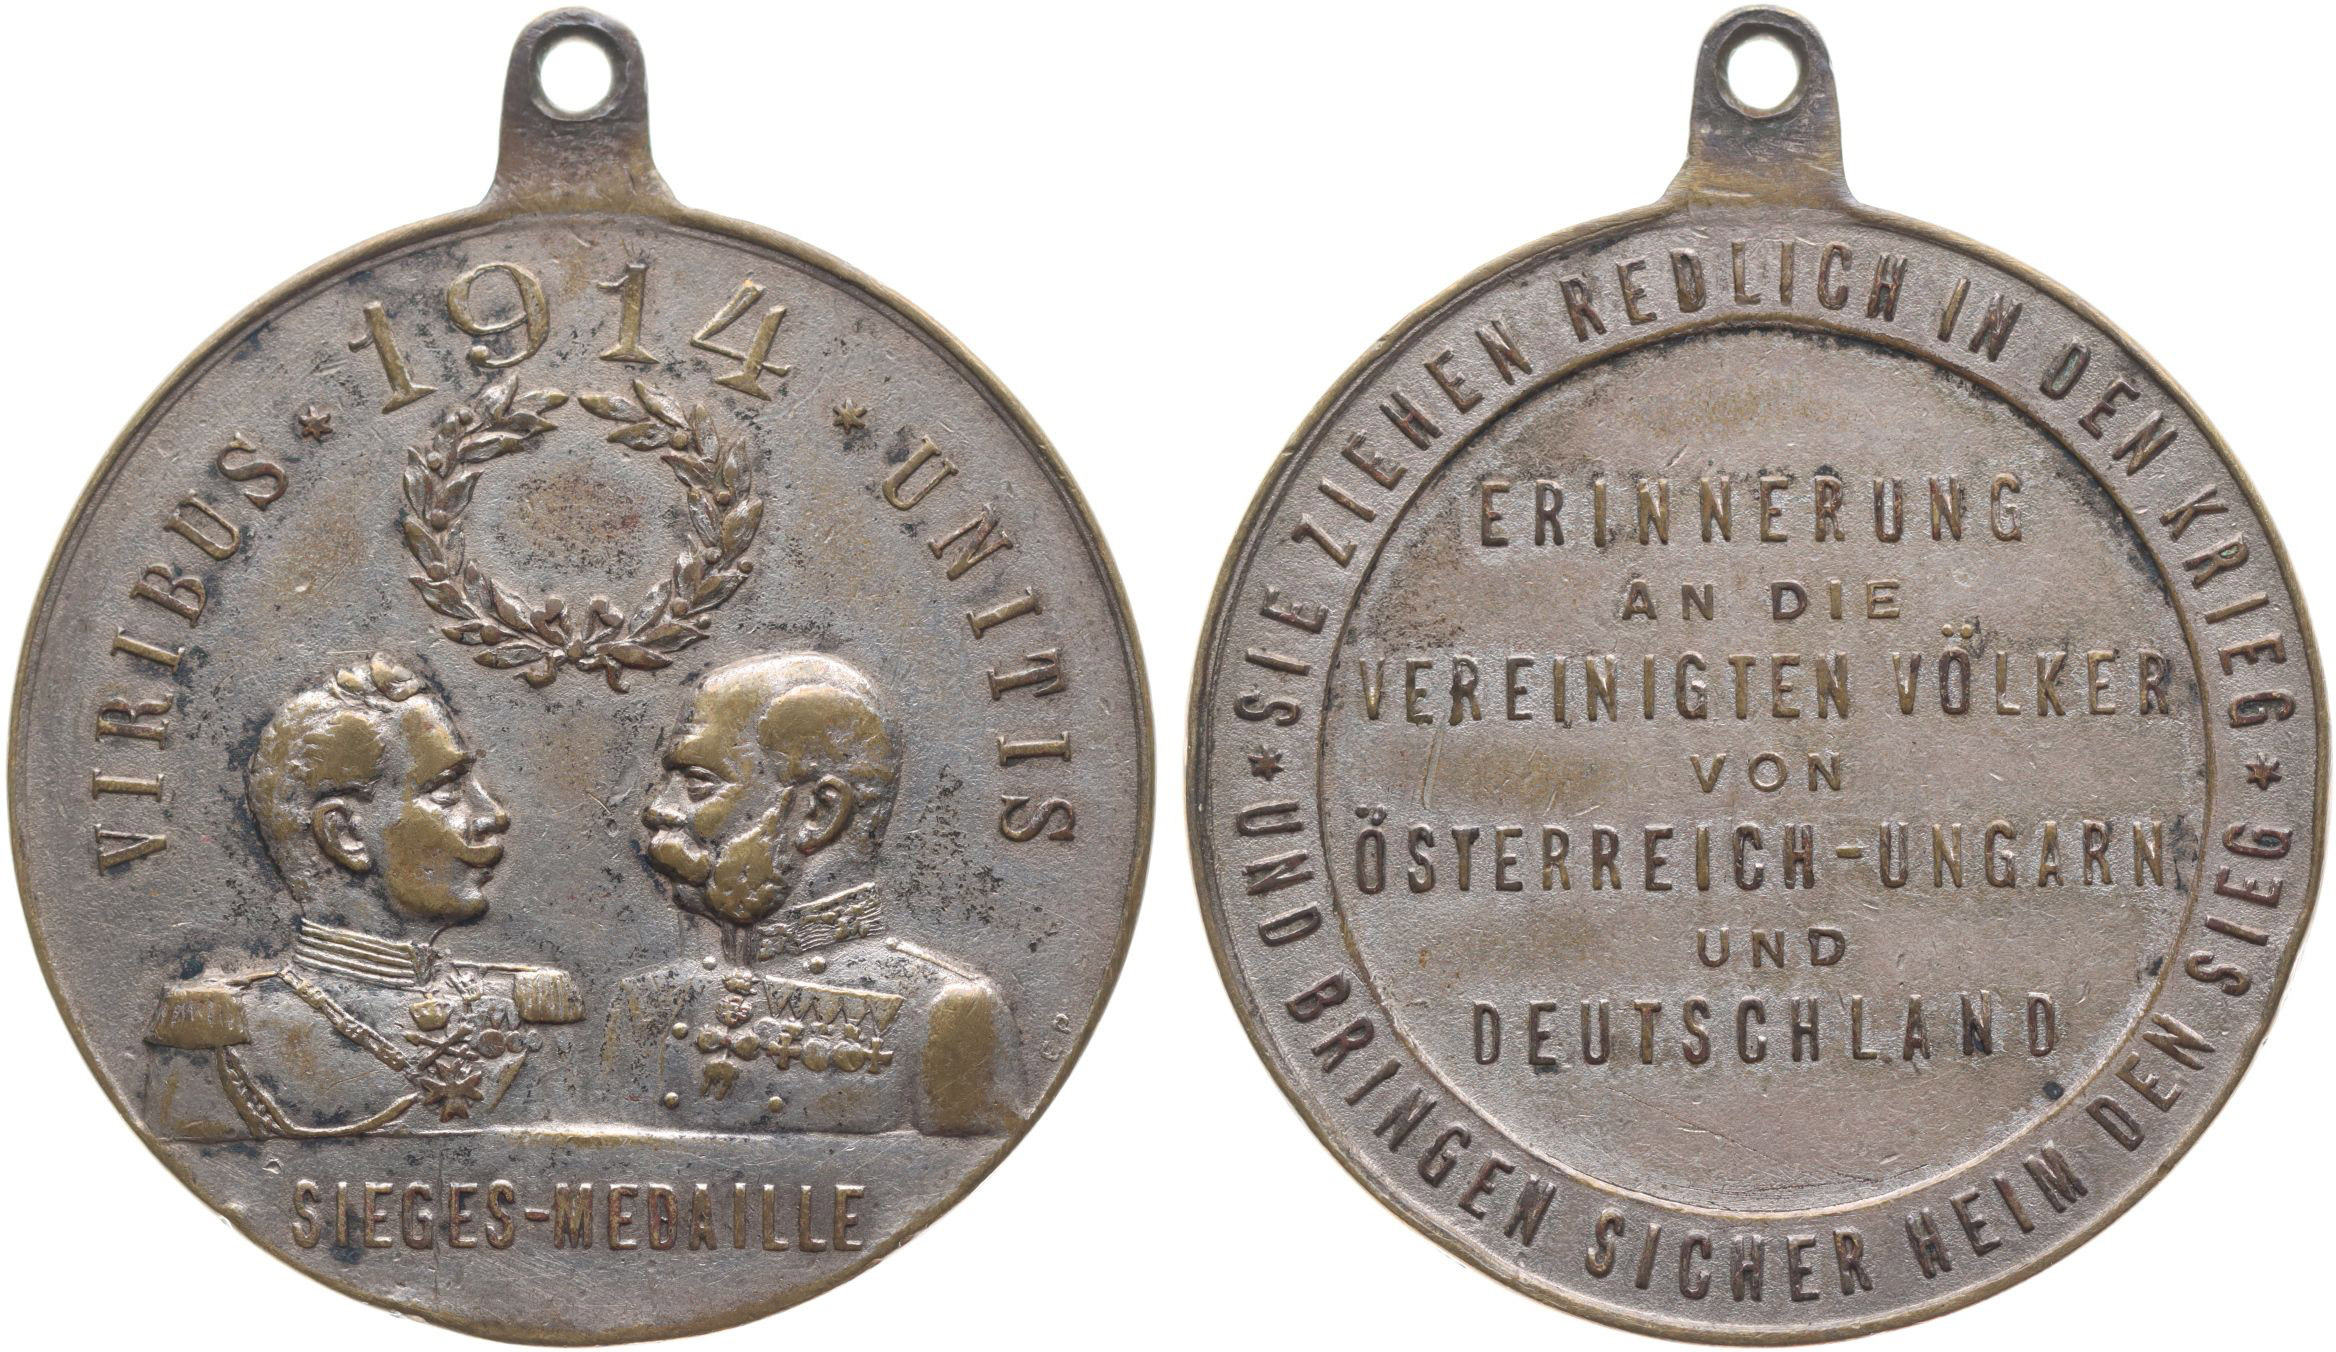 1914
VIRIBUS * * UNITIS
SIEGES-MEDAILLE
* SIE ZIEHEN REDLICH IN DEN KRIEG *
UND BRINGEN SICHER HEIM DEN SIEG
ERINNERUNG
AN DIE
VEREINIGTEN VÖLKER
VON
ÖSTERREICH-UNGARN
UND
DEUTSCHLAND